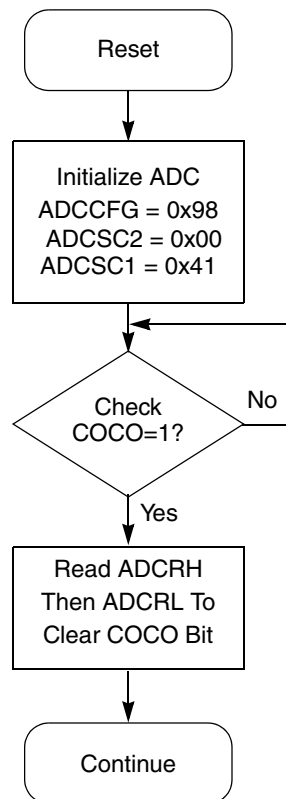 Reset
Initialize ADC
ADCCFG = 0x98
ADCSC2 = 0x00
ADCSC1 = 0x41
Check
COCO=1?
No
Yes
Read ADCRH
Then ADCRL To
Clear COCO Bit
Continue